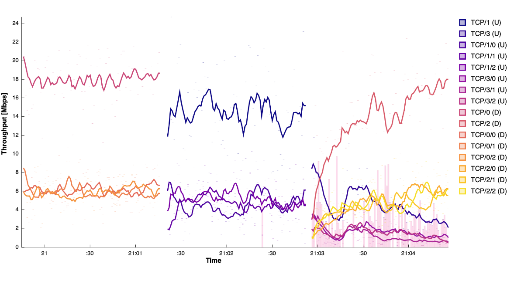 24
22
20
18
16
14
12
10
8
6
4
2
0
Throughput [Mbps]
21 :30 21:01 :30 21:02 :30 21:03 :30 21:04
Time
TCP/1 (U)
TCP/3 (U)
TCP/1/0 (U)
TCP/1/1 (U)
TCP/1/2 (U)
TCP/3/0 (U)
TCP/3/1 (U)
TCP/3/2 (U)
TCP/0 (D)
TCP/2 (D)
TCP/0/0 (D)
TCP/0/1 (D)
TCP/0/2 (D)
TCP/2/0 (D)
TCP/2/1 (D)
TCP/2/2 (D)